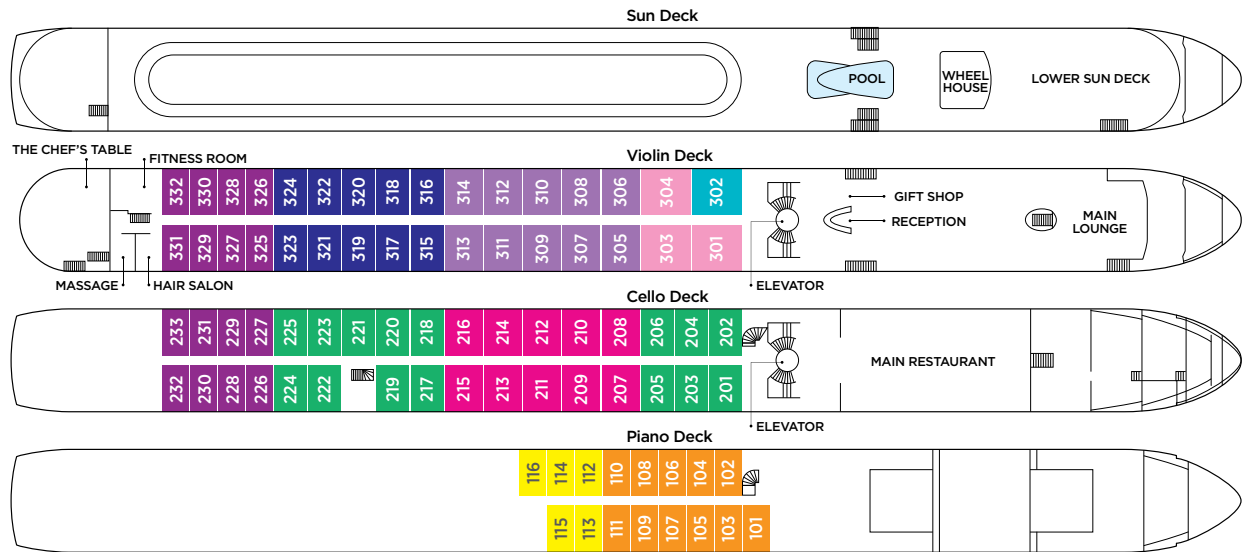 Sun Deck
POOL
WHEEL
HOUSE
LOWER SUN DECK
THE CHEF'S TABLE
FITNESS ROOM
Violin Deck
332 330 328 326 324 322 320 318 316 314 312 310 308 306 304 302
GIFT SHOP
RECEPTION
MAIN
LOUNGE
331 329 327 325 323 321 319 317 315 313 311 309 307 305 303 301
MASSAGE
HAIR SALON
ELEVATOR
Cello Deck
233 231 229 227 225 223 221 220 218 216 214 212 210 208 206 204 202
MAIN RESTAURANT
232 230 228 226 224 222 219 217 215 213 211 209 207 205 203 201
ELEVATOR
Piano Deck
116 114 112 110 108 106 104 102
115 113 111 109 107 105 103 101